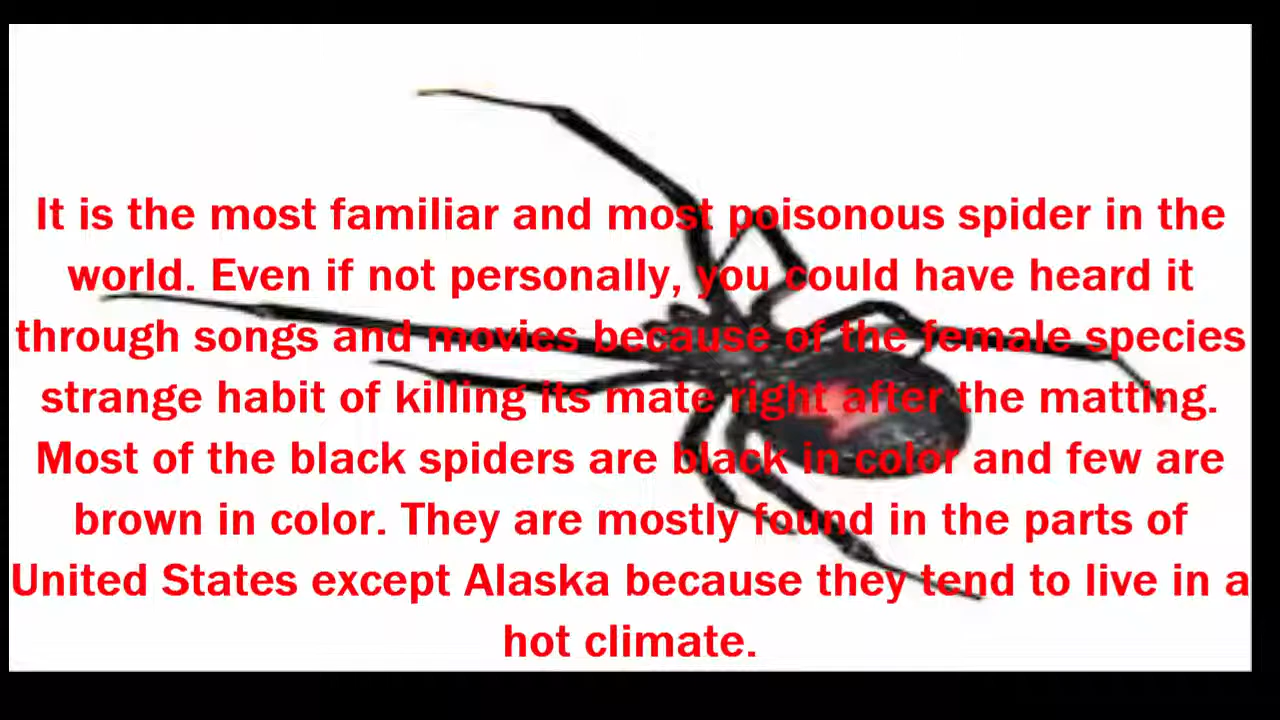 It is the most familiar and most poisonous spider in the
world. Even if not personally, you could have heard it
through songs and movies because of the female species
strange habit of killing its mate right after the matting.
Most of the black spiders are black in color and few are
brown in color. They are mostly found in the parts of
United States except Alaska because they tend to live in a
hot climate.